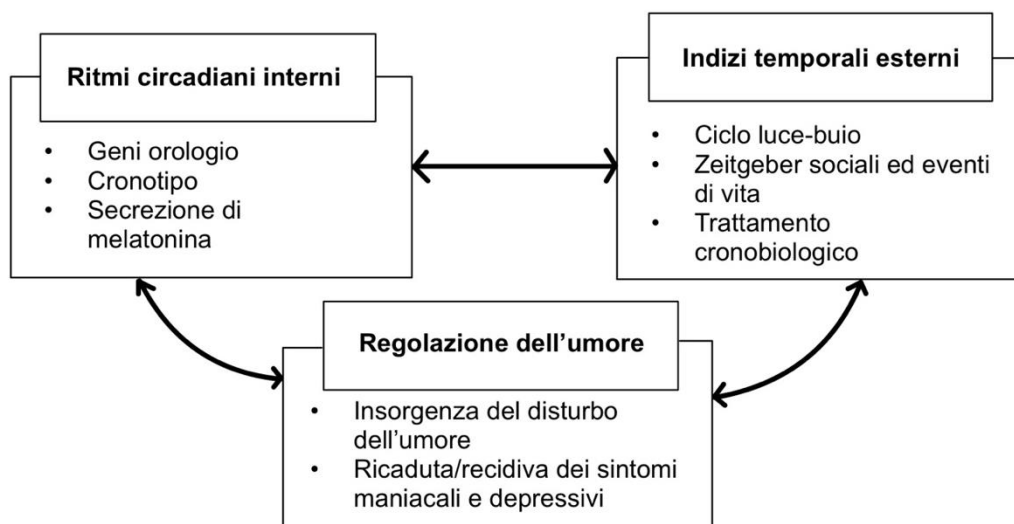 Ritmi circadiani interni
• Geni orologio
• Cronotipo
• Secrezione di
melatonina
Indizi temporali esterni
• Ciclo luce-buio
• Zeitgeber sociali ed eventi
di vita
• Trattamento
cronobiologico
Regolazione dell'umore
• Insorgenza del disturbo
dell'umore
• Ricaduta/recidiva dei sintomi
maniacali e depressivi